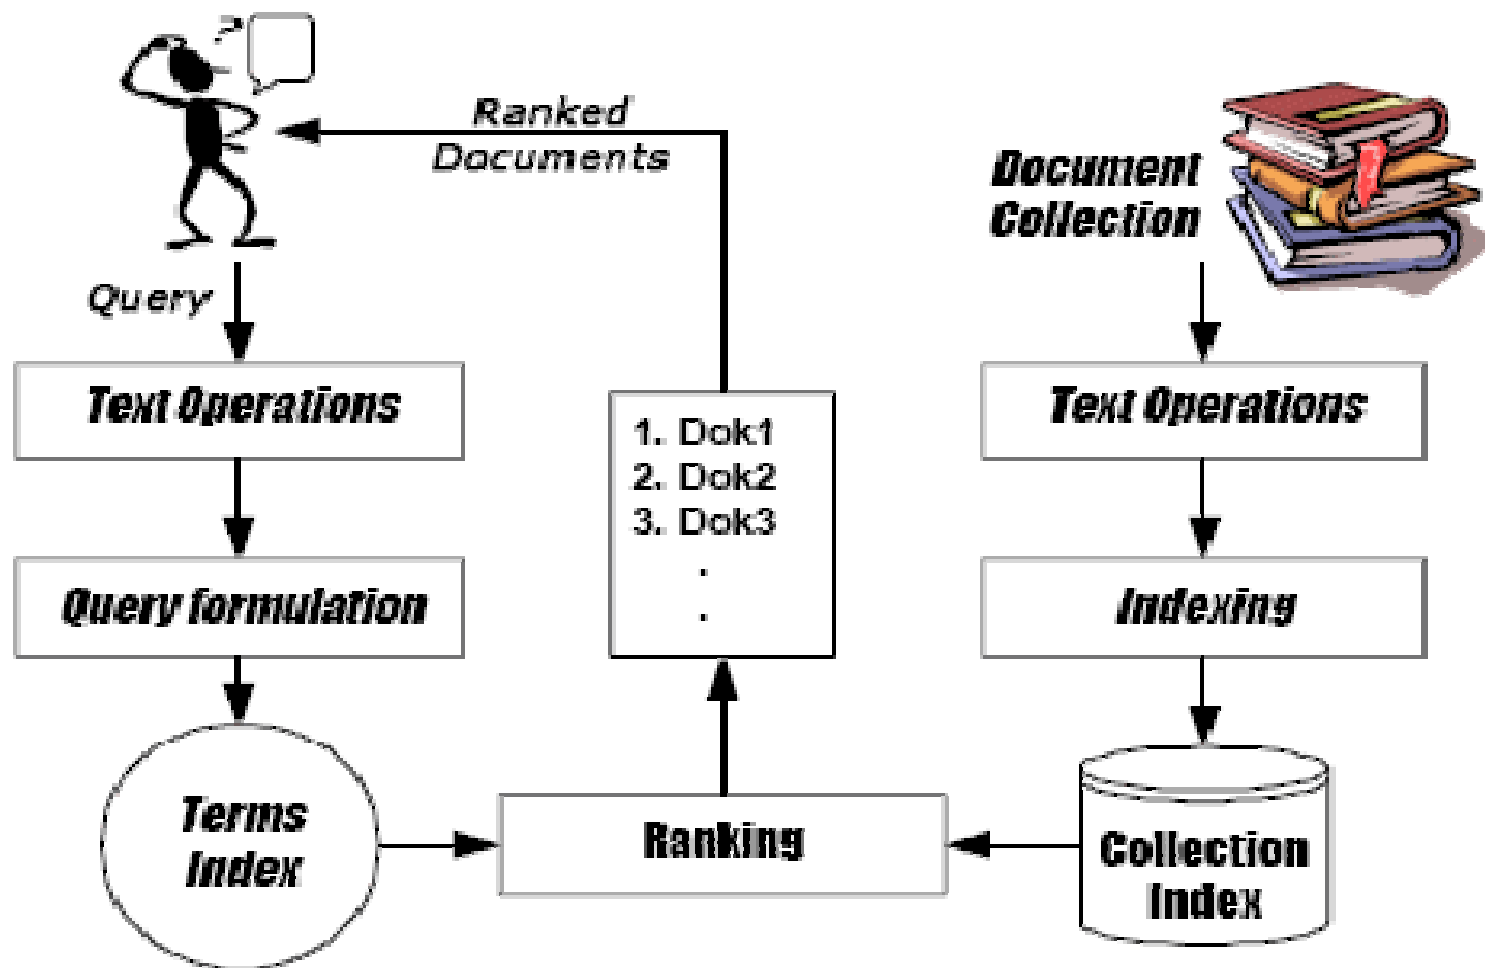 Ranked
Documents
Document
Collection
Query
Text Operations
Query formulation
Terms
Index
1. Dok1
2. Dok2
3. Dok3
.
.
Ranking
Text Operations
Indexing
Collection
Index